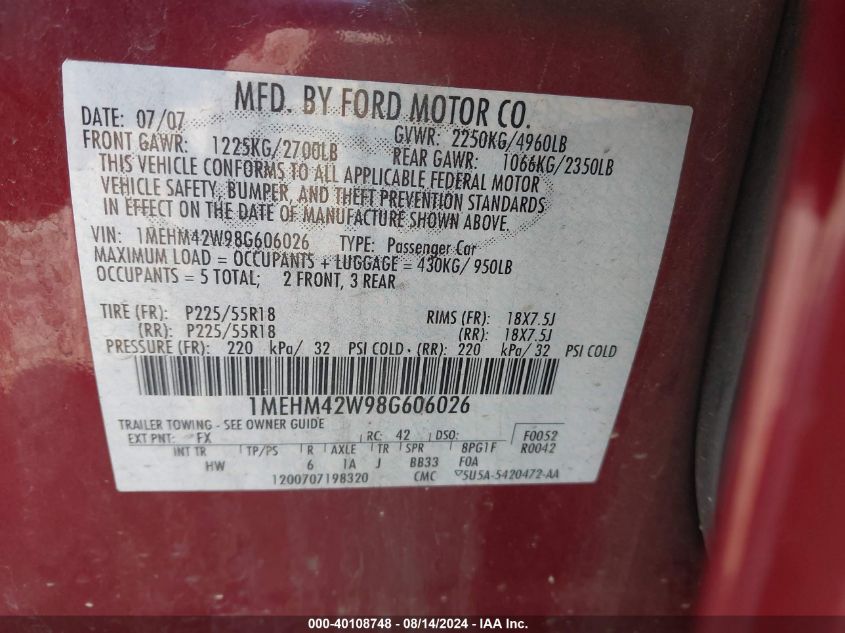 MFD. BY FORD MOTOR CO.
DATE: 07/07 GVWR: 2250KG/4960LB
FRONT GAWR: 1225KG/2700LB REAR GAWR: 1066KG/2350LB
THIS VEHICLE CONFORMS TO ALL APPLICABLE FEDERAL MOTOR
VEHICLE SAFETY, BUMPER, AND THEFT PREVENTION STANDARDS
IN EFFECT ON THE DATE OF MANUFACTURE SHOWN ABOVE.
VIN: 1MEHM42W98G606026 TYPE: Passenger Car
MAXIMUM LOAD = OCCUPANTS + LUGGAGE = 430KG/ 950LB
OCCUPANTS = 5 TOTAL; 2 FRONT, 3 REAR
TIRE (FR): P225/55R18 RIMS (FR): 18X7.5J
(RR): P225/55R18 (RR): 18X7.5J
PRESSURE (FR): 220 kPa/ 32 PSI COLD · (RR): 220 kPa/ 32 PSI COLD
1MEHM42W98G606026
TRAILER TOWING - SEE OWNER GUIDE
EXT PNT: FX RC: 42 DSO: F0052
INT TR TP/PS R AXLE TR SPR 8PG1F R0042
HW 6 1A J BB33 F0A
1200707198320 CMC 5U5A-5420472-AA
000-40108748 - 08/14/2024 - IAA Inc.